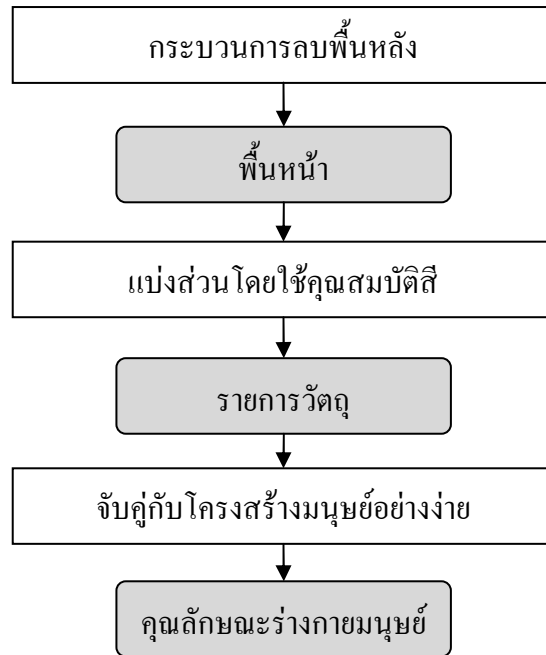 กระบวนการลบพื้นหลัง
พื้นหน้า
แบ่งส่วนโดยใช้คุณสมบัติสี
รายการวัตถุ
จับคู่กับโครงสร้างมนุษย์อย่างง่าย
คุณลักษณะร่างกายมนุษย์